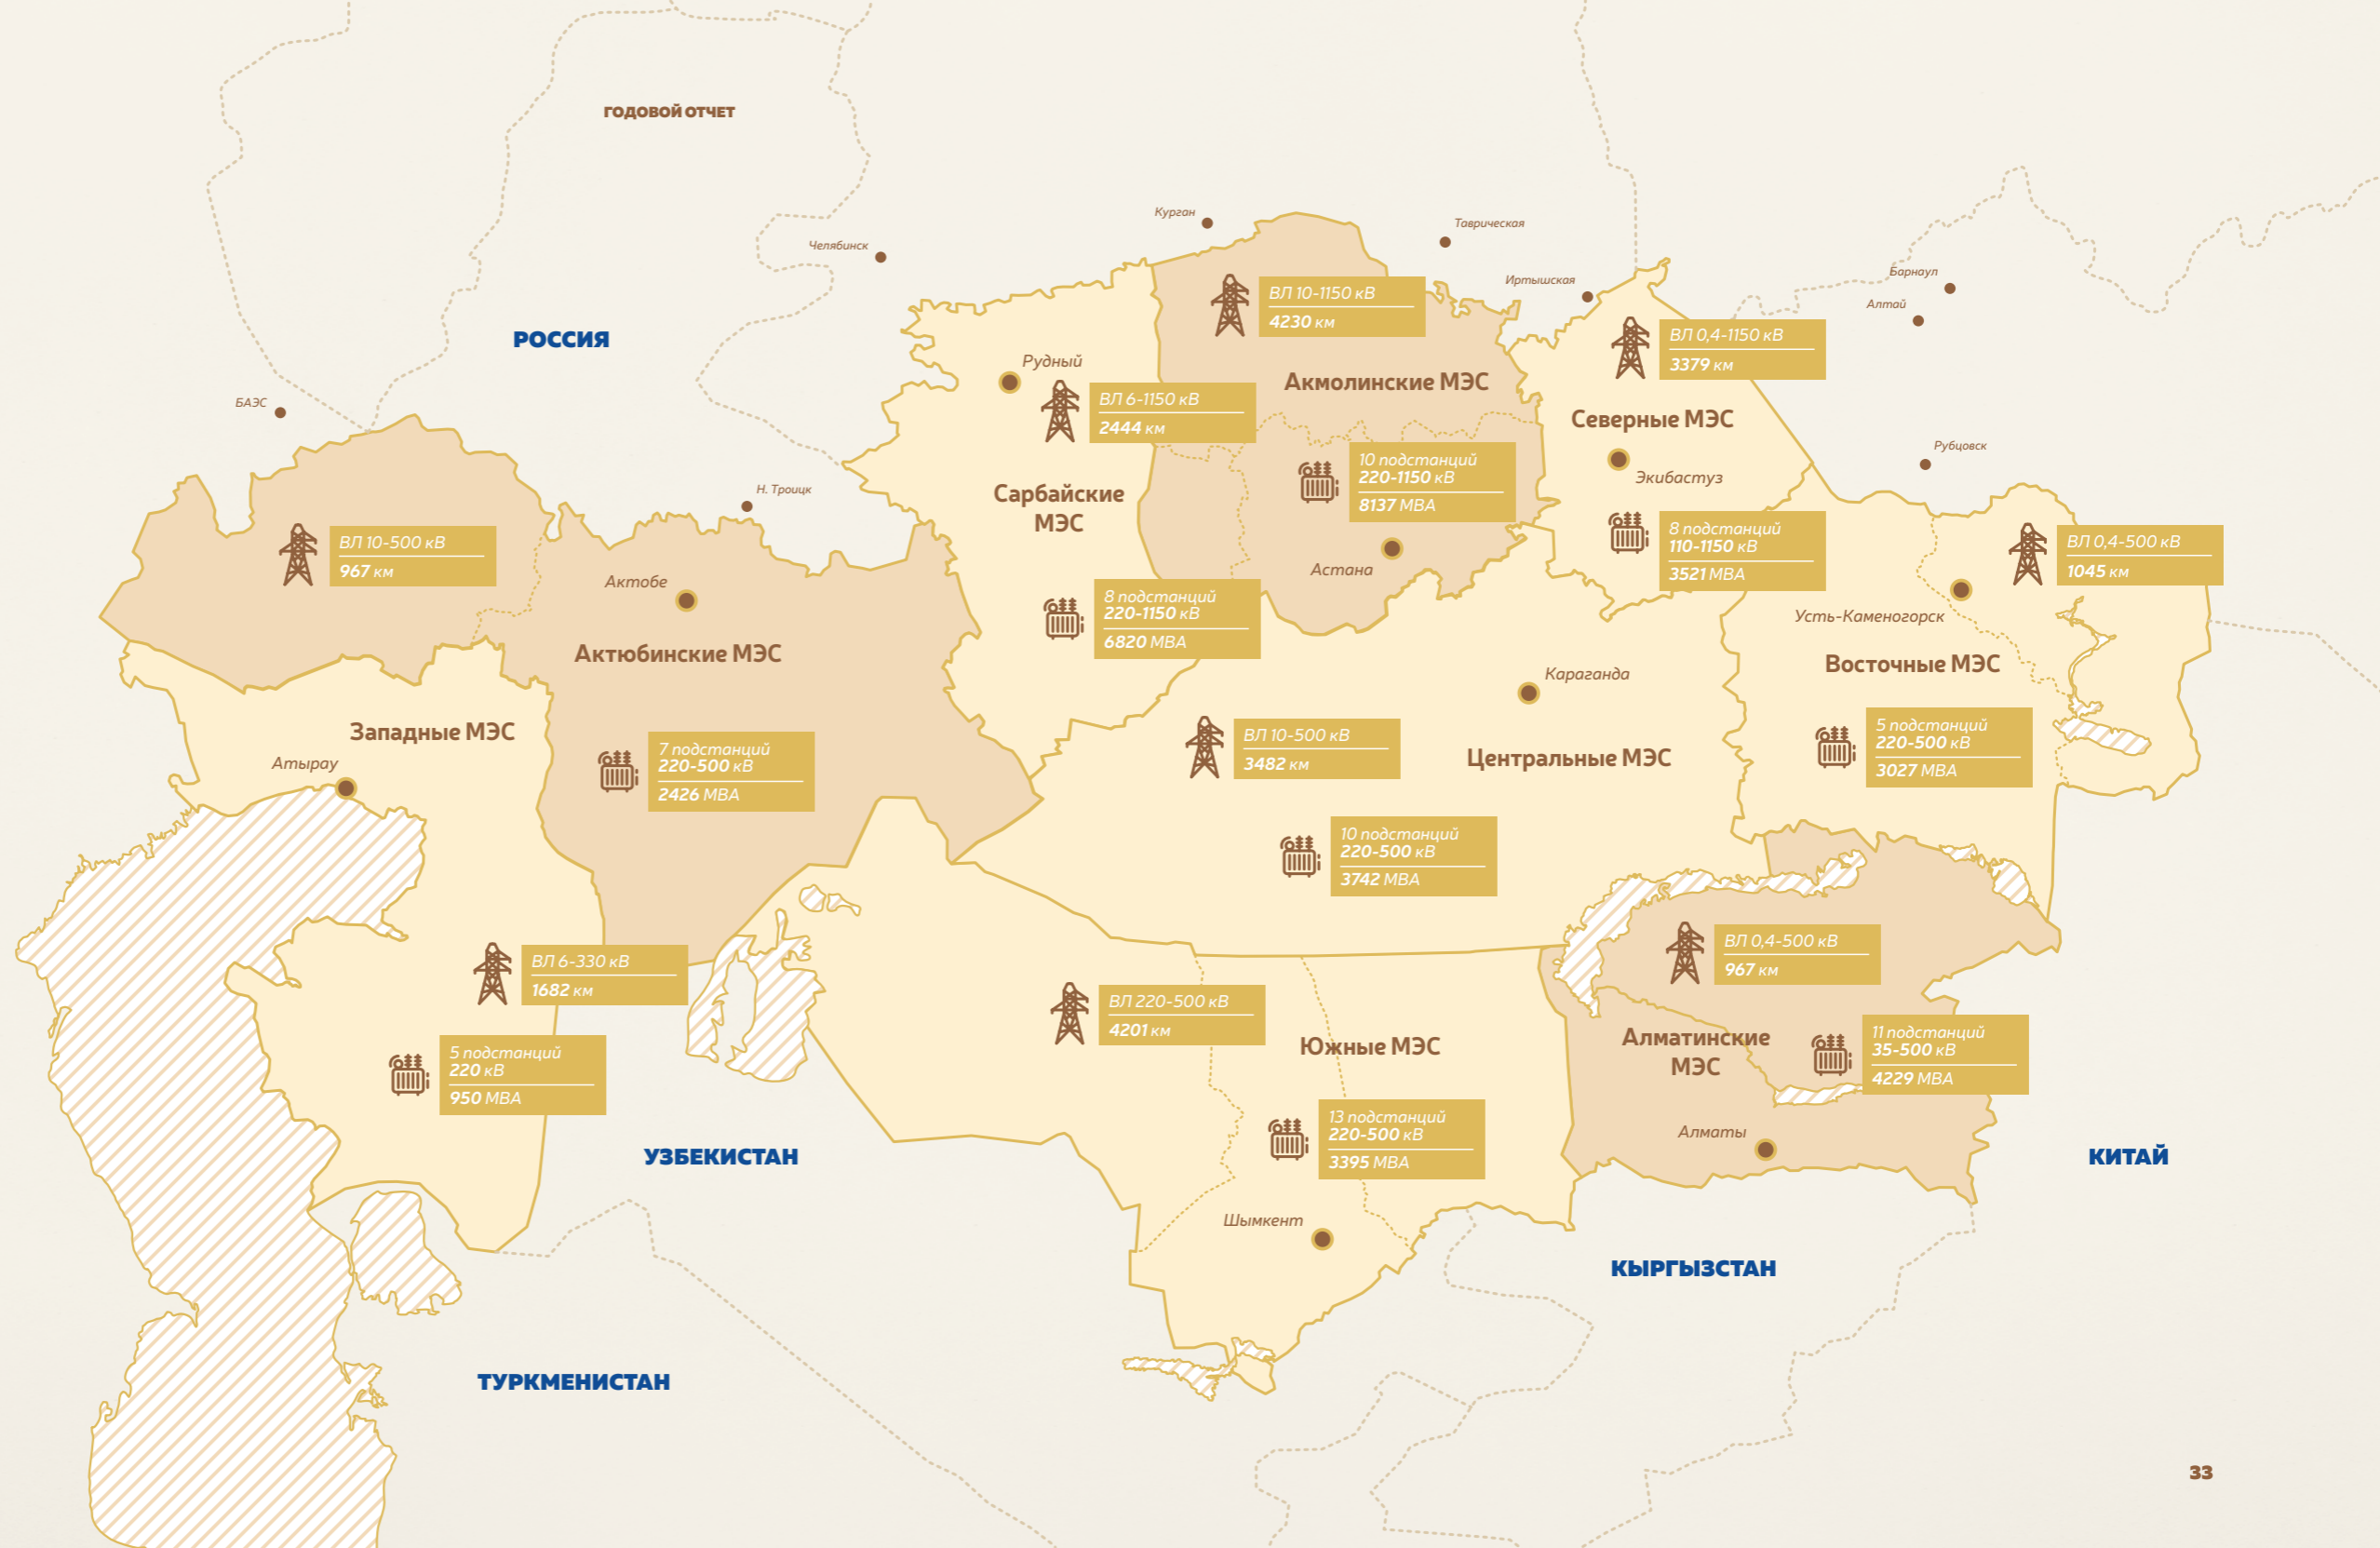 ГОДОВОЙ ОТЧЕТ
Курган
Таврическая
Челябинск
Иртышская
Барнаул
Алтай
РОССИЯ
БАЭС
Н. Троицк
Рубцовск
ВЛ 10-1150 кВ
4230 км
Акмолинские МЭС
10 подстанций
220-1150 кВ
8137 МВА
Астана
ВЛ 0,4-1150 кВ
3379 км
Северные МЭС
Экибастуз
8 подстанций
110-1150 кВ
3521 МВА
Рудный
ВЛ 6-1150 кВ
2444 км
Сарбайские
МЭС
8 подстанций
220-1150 кВ
6820 МВА
ВЛ 10-500 кВ
967 км
Актобе
Актюбинские МЭС
7 подстанций
220-500 кВ
2426 МВА
ВЛ 0,4-500 кВ
1045 км
Усть-Каменогорск
Восточные МЭС
5 подстанций
220-500 кВ
3027 МВА
Караганда
ВЛ 10-500 кВ
3482 км
Центральные МЭС
10 подстанций
220-500 кВ
3742 МВА
Западные МЭС
Атырау
ВЛ 6-330 кВ
1682 км
5 подстанций
220 кВ
950 МВА
ВЛ 220-500 кВ
4201 км
Южные МЭС
13 подстанций
220-500 кВ
3395 МВА
Шымкент
ВЛ 0,4-500 кВ
967 км
Алматинские
МЭС
11 подстанций
35-500 кВ
4229 МВА
Алматы
УЗБЕКИСТАН
КИТАЙ
КЫРГЫЗСТАН
ТУРКМЕНИСТАН
33